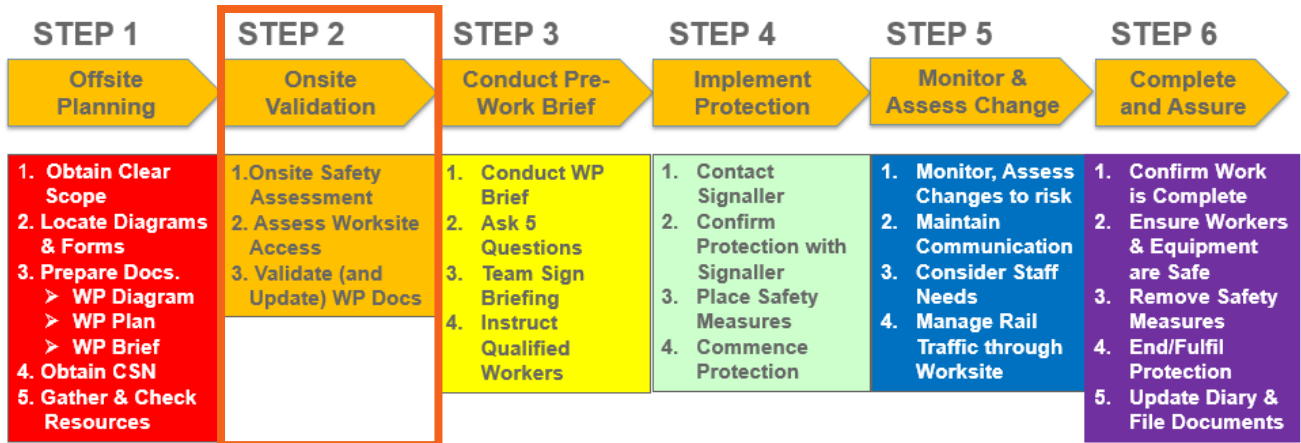 STEP 1
Offsite
Planning
1. Obtain Clear
Scope
2. Locate Diagrams
& Forms
3. Prepare Docs.
➢ WP Diagram
➢ WP Plan
➢ WP Brief
4. Obtain CSN
5. Gather & Check
Resources
STEP 2
Onsite
Validation
1.Onsite Safety
Assessment
2. Assess Worksite
Access
3. Validate (and
Update) WP Docs
STEP 3
Conduct Pre-
Work Brief
1. Conduct WP
Brief
2. Ask 5
Questions
3. Team Sign
Briefing
4. Instruct
Qualified
Workers
STEP 4
Implement
Protection
1. Contact
Signaller
2. Confirm
Protection with
Signaller
3. Place Safety
Measures
4. Commence
Protection
STEP 5
Monitor &
Assess Change
1. Monitor, Assess
Changes to risk
2. Maintain
Communication
3. Consider Staff
Needs
4. Manage Rail
Traffic through
Worksite
STEP 6
Complete
and Assure
1. Confirm Work
is Complete
2. Ensure Workers
& Equipment
are Safe
3. Remove Safety
Measures
4. End/Fulfil
Protection
5. Update Diary &
File Documents